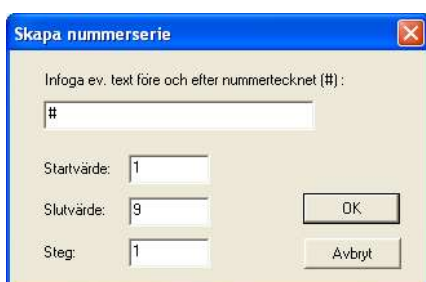 Skapa nummerserie
Infoga ev. text före och efter nummertecknet (#) :
#
Startvärde: 1
Slutvärde: 9
OK
Steg: 1
Avbryt